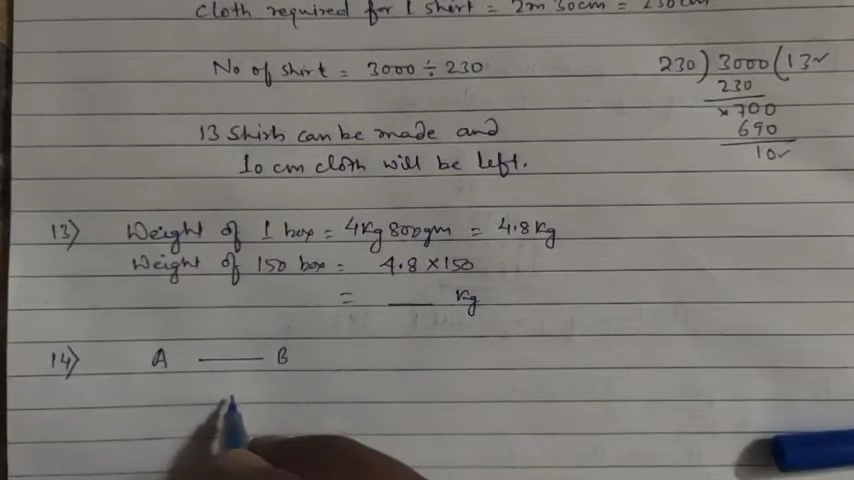 cloth required for 1 shirt = 2m 30cm = 230cm
No of shirt = 3000 ÷ 230
230 ) 3000 ( 13✓
230
×700
690
10✓
13 Shirts can be made and
10 cm cloth will be left.
13) Weight of 1 box = 4Kg 800gm = 4.8 Kg
Weight of 150 box = 4.8 × 150
= ___ Kg
14) A —— B